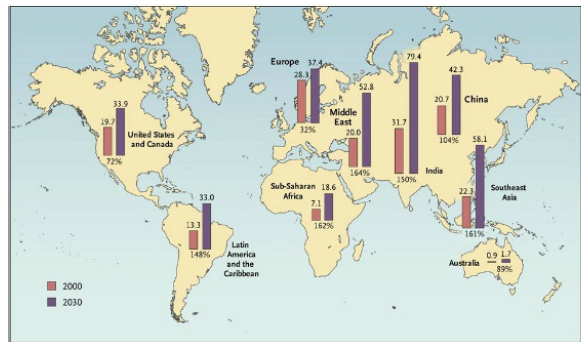 Europe
28.3
37.4
32%
19.7
33.9
72%
United States
and Canada
Middle
East
20.0
52.8
164%
31.7
79.4
150%
India
20.7
42.3
104%
China
22.3
58.1
161%
Southeast
Asia
Sub-Saharan
Africa
7.1
18.6
162%
13.3
33.0
148%
Latin
America
and the
Caribbean
Australia
0.9
1.7
89%
2000
2030